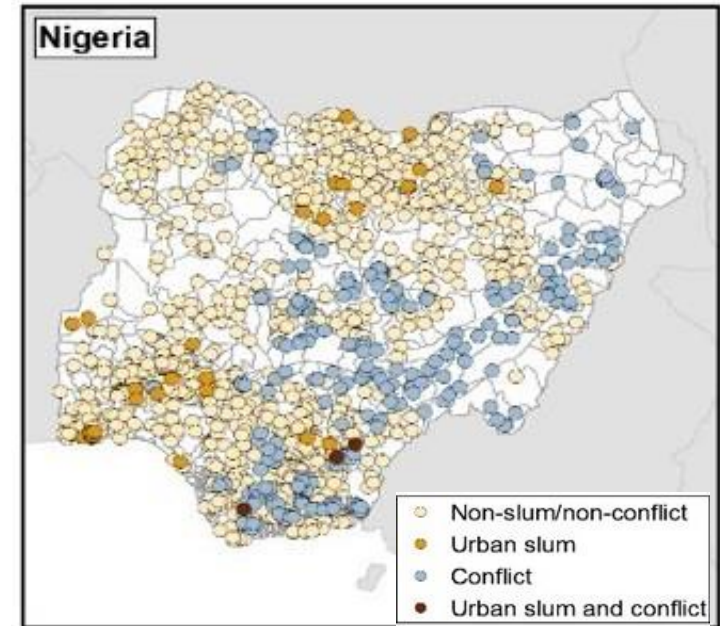 Nigeria
Non-slum/non-conflict
Urban slum
Conflict
Urban slum and conflict